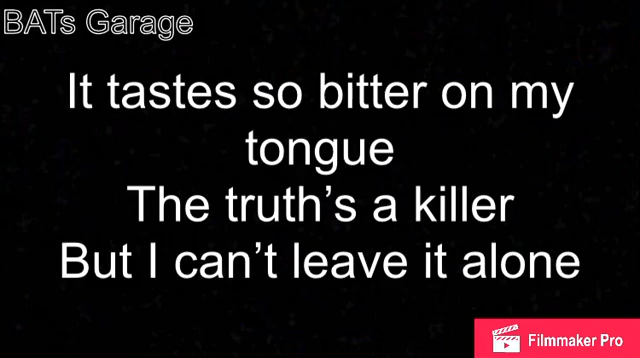 BATs Garage
It tastes so bitter on my
tongue
The truth’s a killer
But I can’t leave it alone
Filmmaker Pro